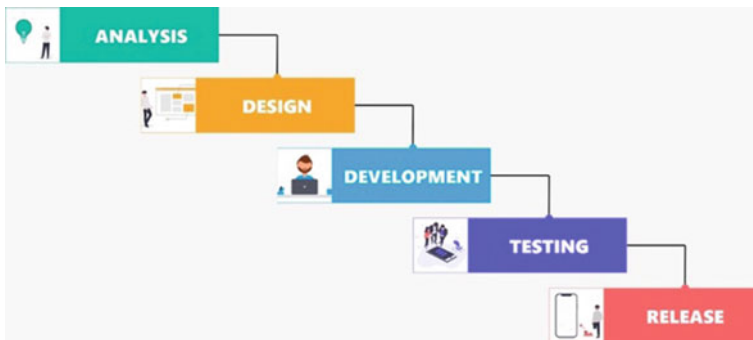 ANALYSIS
DESIGN
DEVELOPMENT
TESTING
RELEASE